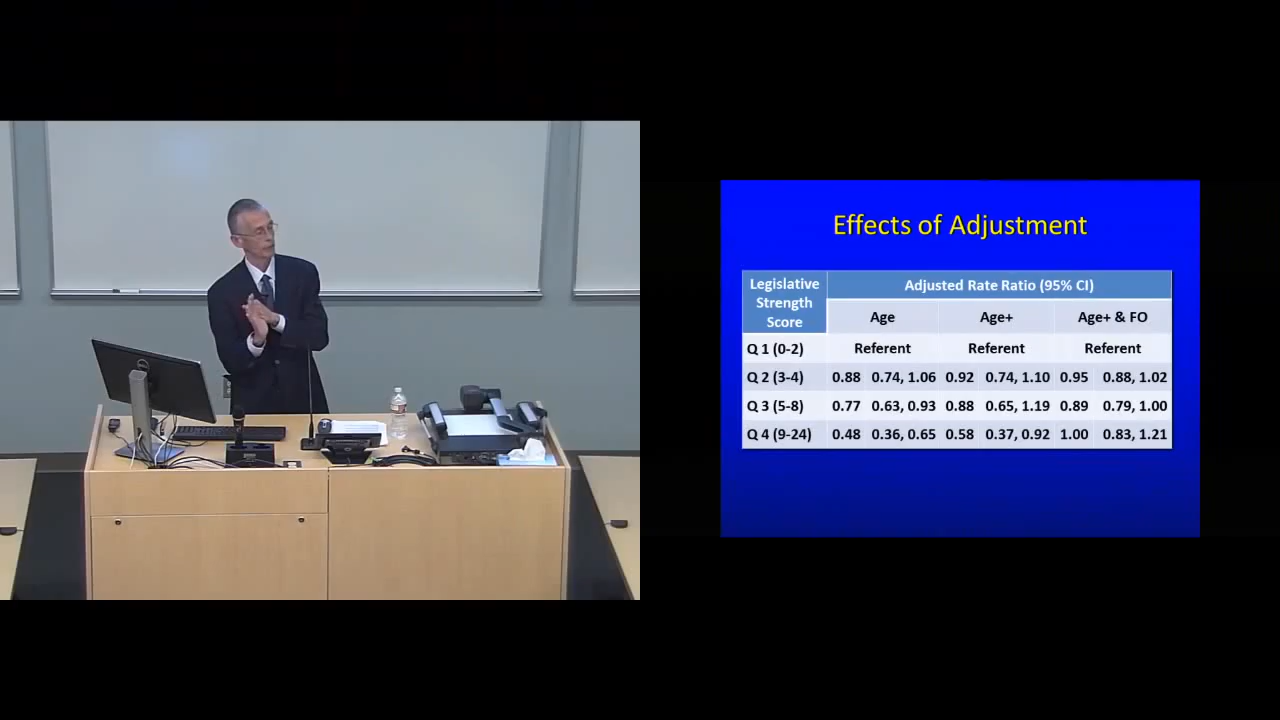 Effects of Adjustment
Legislative Strength Score Adjusted Rate Ratio (95% CI)
Age Age+ Age+ & FO
Q 1 (0-2) Referent Referent Referent
Q 2 (3-4) 0.88 0.74, 1.06 0.92 0.74, 1.10 0.95 0.88, 1.02
Q 3 (5-8) 0.77 0.63, 0.93 0.88 0.65, 1.19 0.89 0.79, 1.00
Q 4 (9-24) 0.48 0.36, 0.65 0.58 0.37, 0.92 1.00 0.83, 1.21